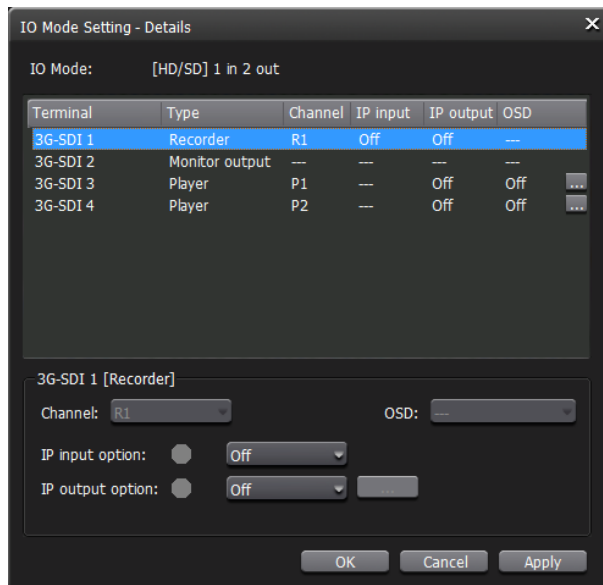 IO Mode Setting - Details
IO Mode: [HD/SD] 1 in 2 out
Terminal Type Channel IP input IP output OSD
3G-SDI 1 Recorder R1 Off Off ---
3G-SDI 2 Monitor output --- --- --- ---
3G-SDI 3 Player P1 --- Off Off ...
3G-SDI 4 Player P2 --- Off Off ...
3G-SDI 1 [Recorder]
Channel: R1 OSD: ---
IP input option: Off
IP output option: Off ...
OK Cancel Apply